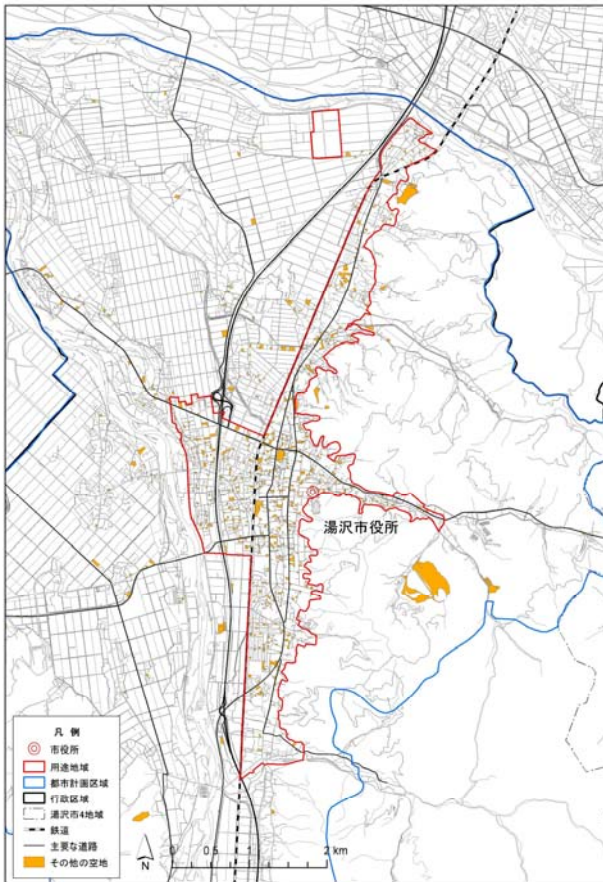 湯沢市役所
凡 例
市役所
用途地域
都市計画区域
行政区域
湯沢市4地域
鉄道
主要な道路
その他の空地
N
0 0.5 1 2 km